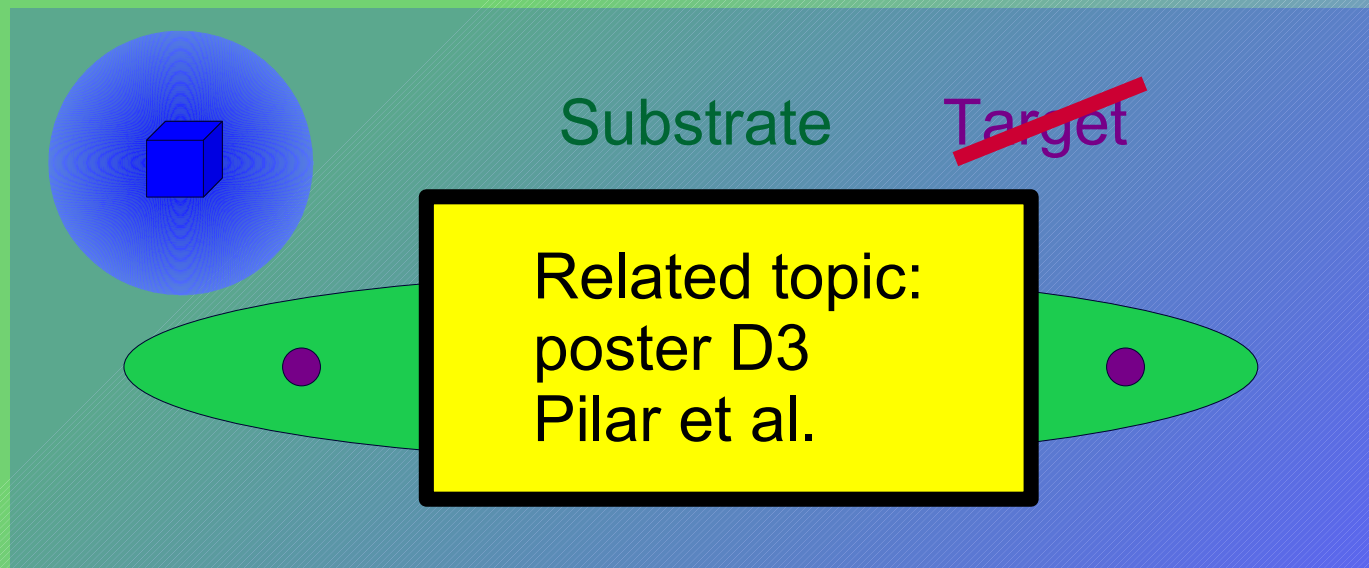 Substrate Target
Related topic:
poster D3
Pilar et al.